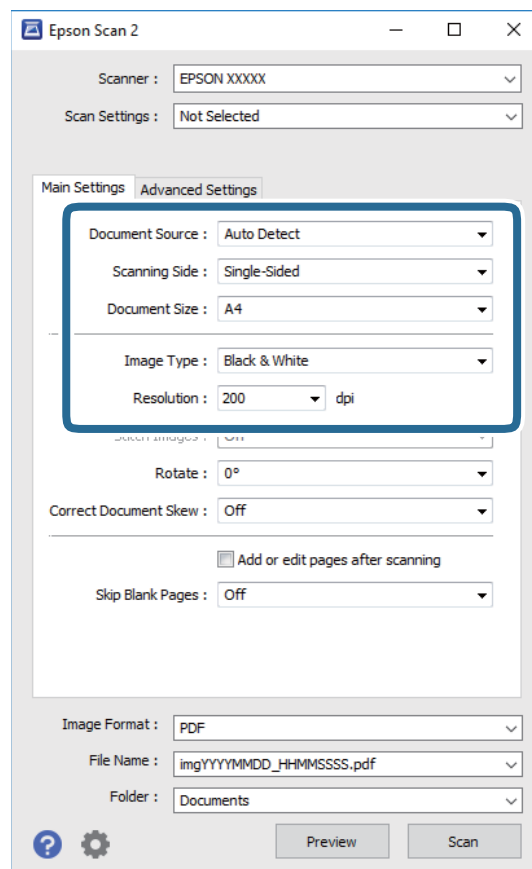 Epson Scan 2
Scanner : EPSON XXXXX
Scan Settings : Not Selected
Main Settings Advanced Settings
Document Source : Auto Detect
Scanning Side : Single-Sided
Document Size : A4
Image Type : Black & White
Resolution : 200 dpi
Stitch Images : Off
Rotate : 0°
Correct Document Skew : Off
Add or edit pages after scanning
Skip Blank Pages : Off
Image Format : PDF
File Name : imgYYYYMMDD_HHMMSSSS.pdf
Folder : Documents
? Preview Scan